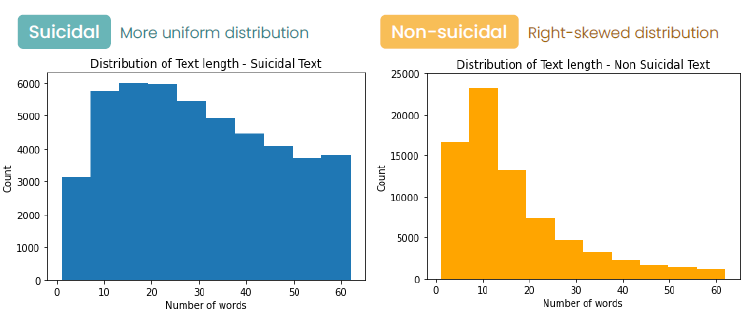 Suicidal More uniform distribution
Distribution of Text length - Suicidal Text
6000
5000
4000
3000
2000
1000
0
Count
0 10 20 30 40 50 60
Number of words
Non-suicidal Right-skewed distribution
Distribution of Text length - Non Suicidal Text
25000
20000
15000
10000
5000
0
Count
0 10 20 30 40 50 60
Number of words